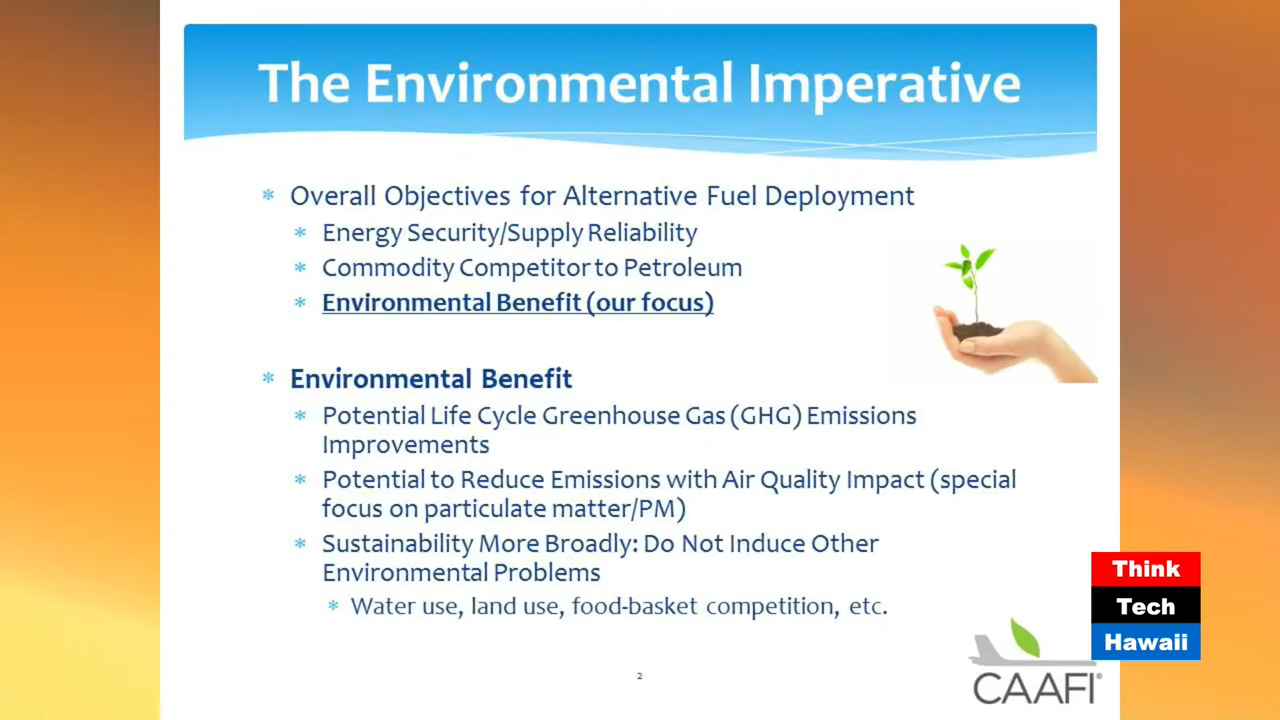 The Environmental Imperative
* Overall Objectives for Alternative Fuel Deployment
* Energy Security/Supply Reliability
* Commodity Competitor to Petroleum
* Environmental Benefit (our focus)
* Environmental Benefit
* Potential Life Cycle Greenhouse Gas (GHG) Emissions
Improvements
* Potential to Reduce Emissions with Air Quality Impact (special
focus on particulate matter/PM)
* Sustainability More Broadly: Do Not Induce Other
Environmental Problems
* Water use, land use, food-basket competition, etc.
Think
Tech
Hawaii
CAAFI®
2